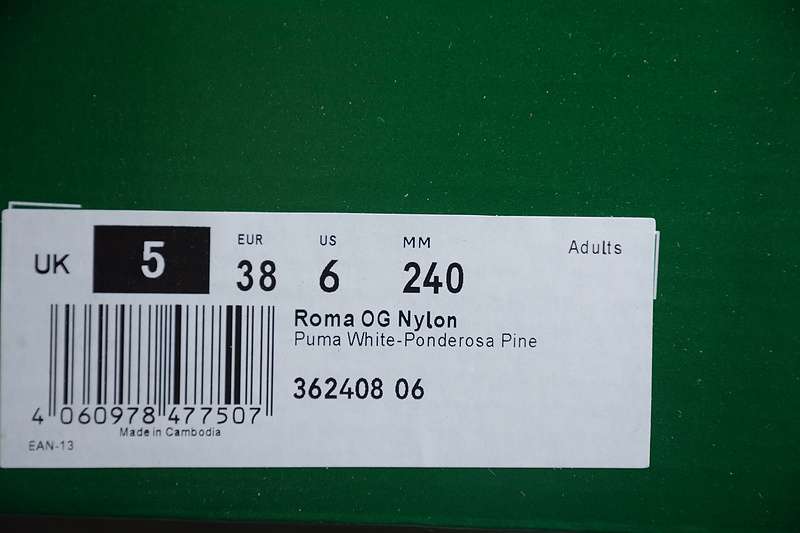 EUR US MM Adults
UK 5 38 6 240
Roma OG Nylon
Puma White-Ponderosa Pine
362408 06
4 060978 477507
Made in Cambodia
EAN-13